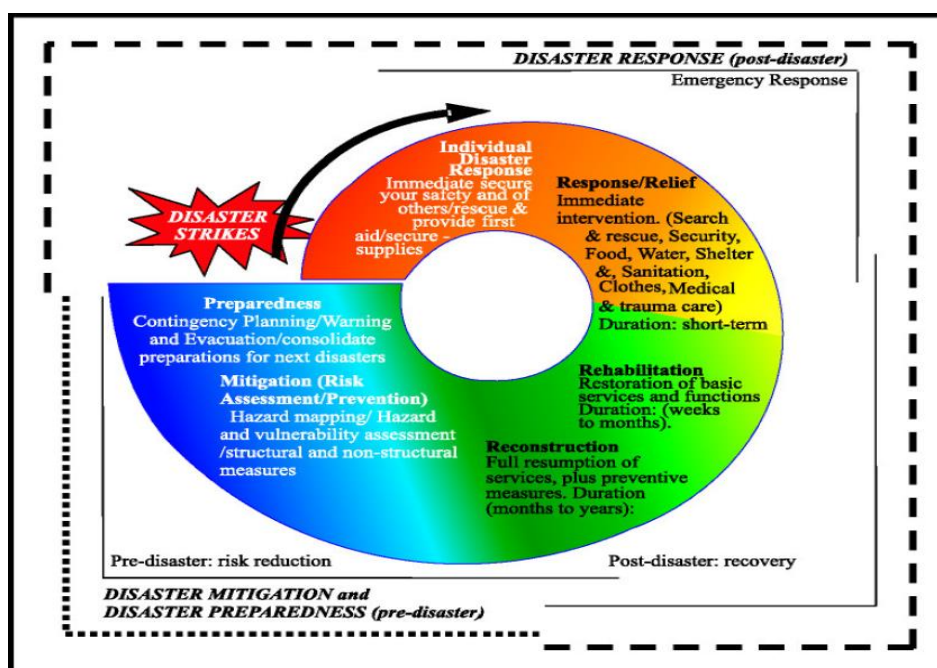 DISASTER RESPONSE (post-disaster)
Emergency Response
Individual
Disaster
Response
Immediate secure
your safety and of
others/rescue &
provide first
aid/secure -
supplies
Response/Relief
Immediate
intervention. (Search
& rescue, Security,
Food, Water, Shelter
&, Sanitation,
Clothes, Medical
& trauma care)
Duration: short-term
DISASTER
STRIKES
Preparedness
Contingency Planning/Warning
and Evacuation/consolidate
preparations for next disasters
Mitigation (Risk
Assessment/Prevention)
Hazard mapping/ Hazard
and vulnerability assessment
/structural and non-structural
measures
Rehabilitation
Restoration of basic
services and functions
Duration: (weeks
to months).
Reconstruction
Full resumption of
services, plus preventive
measures. Duration
(months to years):
Pre-disaster: risk reduction
Post-disaster: recovery
DISASTER MITIGATION and
DISASTER PREPAREDNESS (pre-disaster)